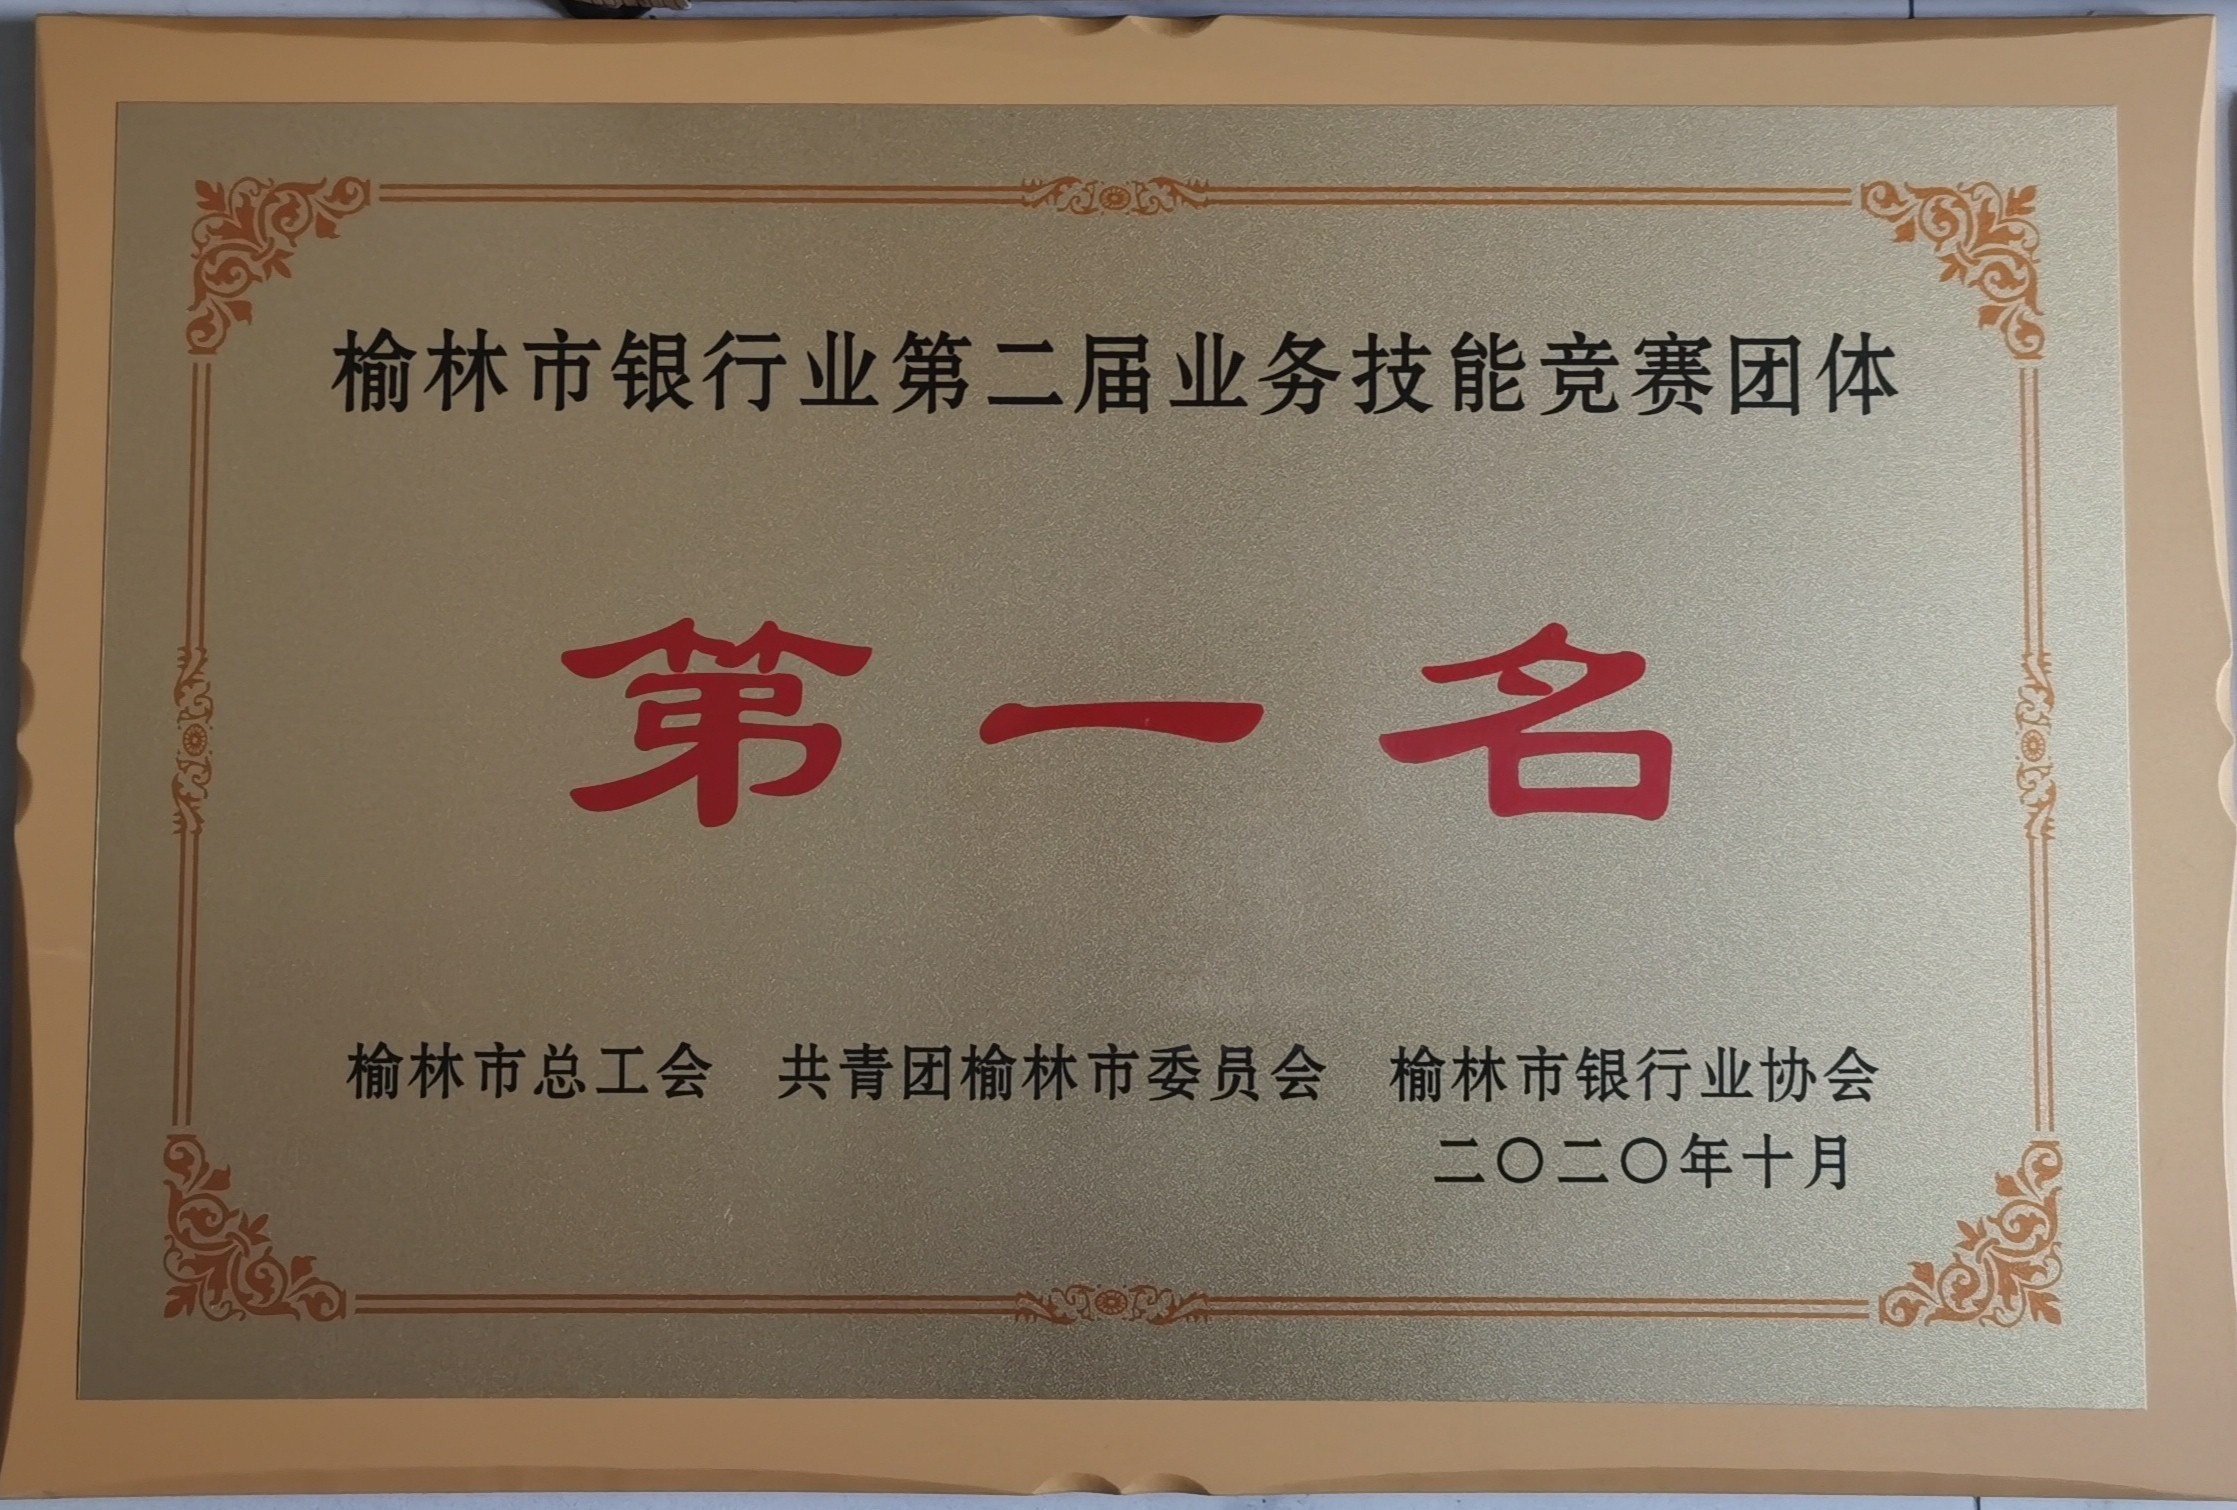 榆林市银行业第二届业务技能竞赛团体
第一名
榆林市总工会 共青团榆林市委员会 榆林市银行业协会
二〇二〇年十月